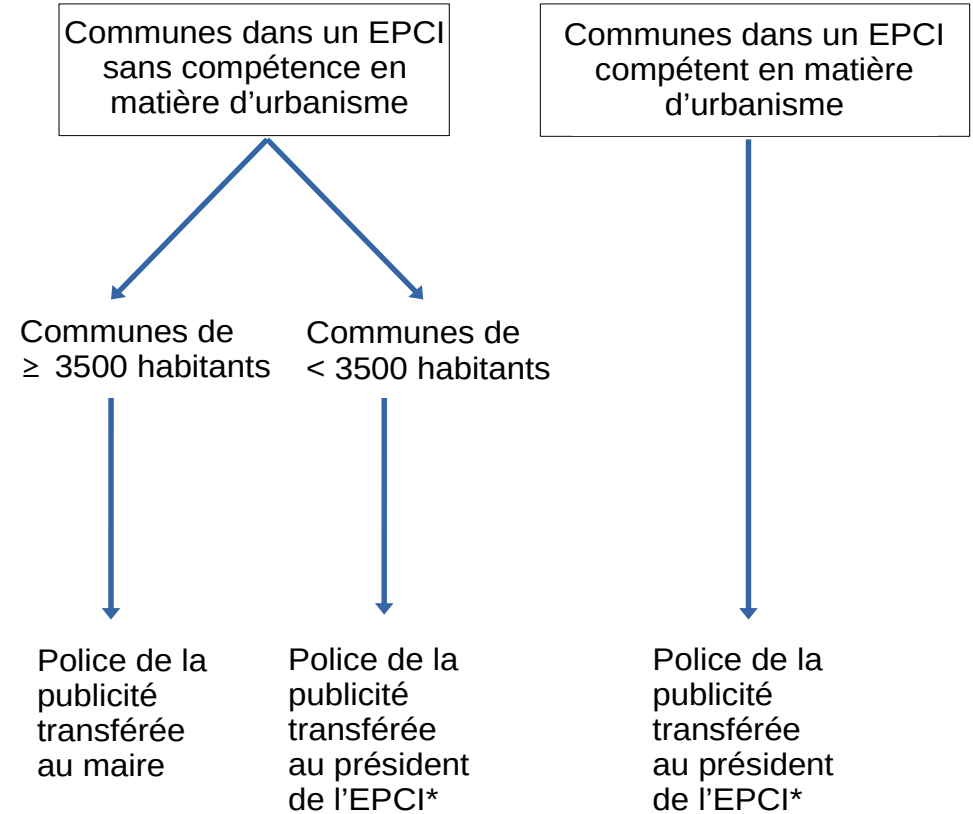 Communes dans un EPCI
sans compétence en
matière d'urbanisme
Communes dans un EPCI
compétent en matière
d'urbanisme
Communes de
≥ 3500 habitants
Communes de
< 3500 habitants
Police de la
publicité
transférée
au maire
Police de la
publicité
transférée
au président
de l'EPCI*
Police de la
publicité
transférée
au président
de l'EPCI*